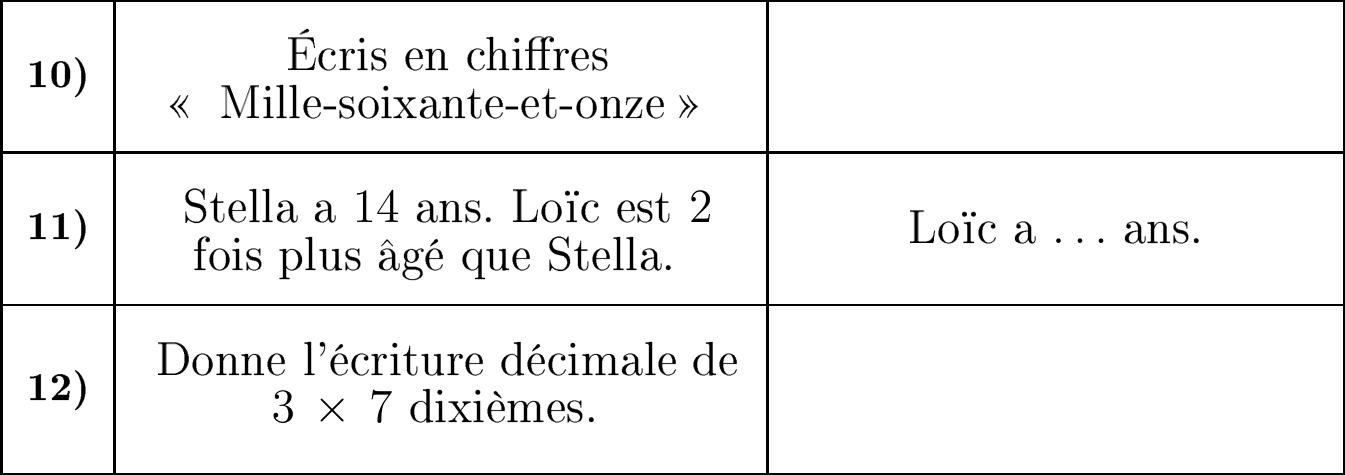 10)
Écris en chiffres
« Mille-soixante-et-onze »
11)
Stella a 14 ans. Loïc est 2
fois plus âgé que Stella.
Loïc a ... ans.
12)
Donne l'écriture décimale de
3 × 7 dixièmes.